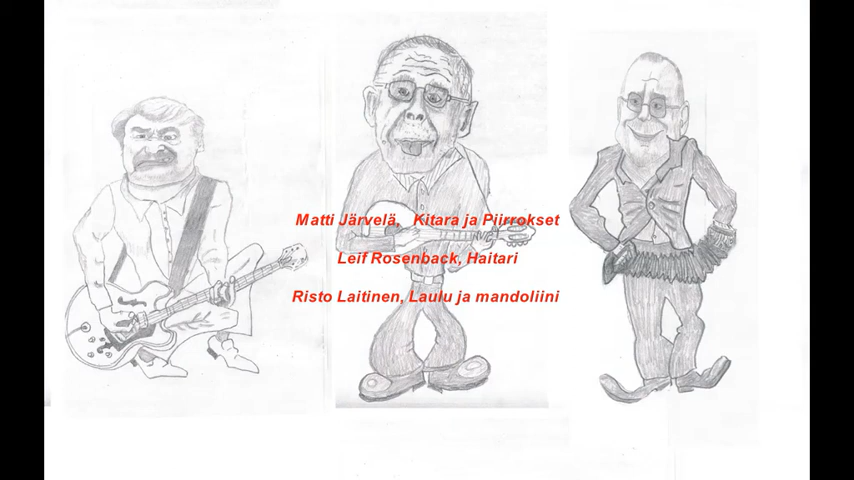 Matti Järvelä, Kitara ja Piirrokset
Leif Rosenback, Haitari
Risto Laitinen, Laulu ja mandoliini